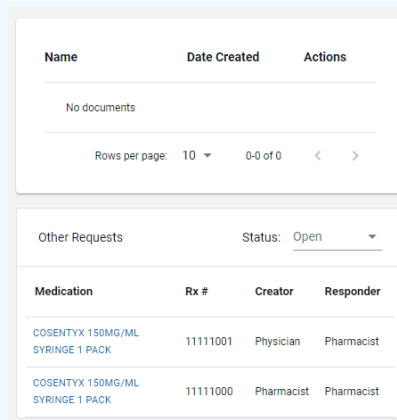 Name Date Created Actions
No documents
Rows per page: 10 0-0 of 0
Other Requests Status: Open
Medication Rx # Creator Responder
COSENTYX 150MG/ML
SYRINGE 1 PACK 11111001 Physician Pharmacist
COSENTYX 150MG/ML
SYRINGE 1 PACK 11111000 Pharmacist Pharmacist